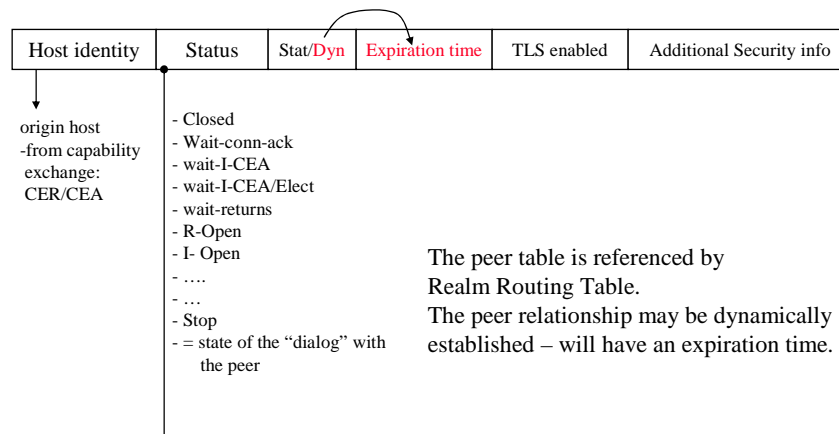 Host identity Status Stat/Dyn Expiration time TLS enabled Additional Security info
origin host
-from capability
exchange:
CER/CEA
- Closed
- Wait-conn-ack
- wait-I-CEA
- wait-I-CEA/Elect
- wait-returns
- R-Open
- I- Open
- ....
- ...
- Stop
- = state of the “dialog” with
the peer
The peer table is referenced by
Realm Routing Table.
The peer relationship may be dynamically
established – will have an expiration time.